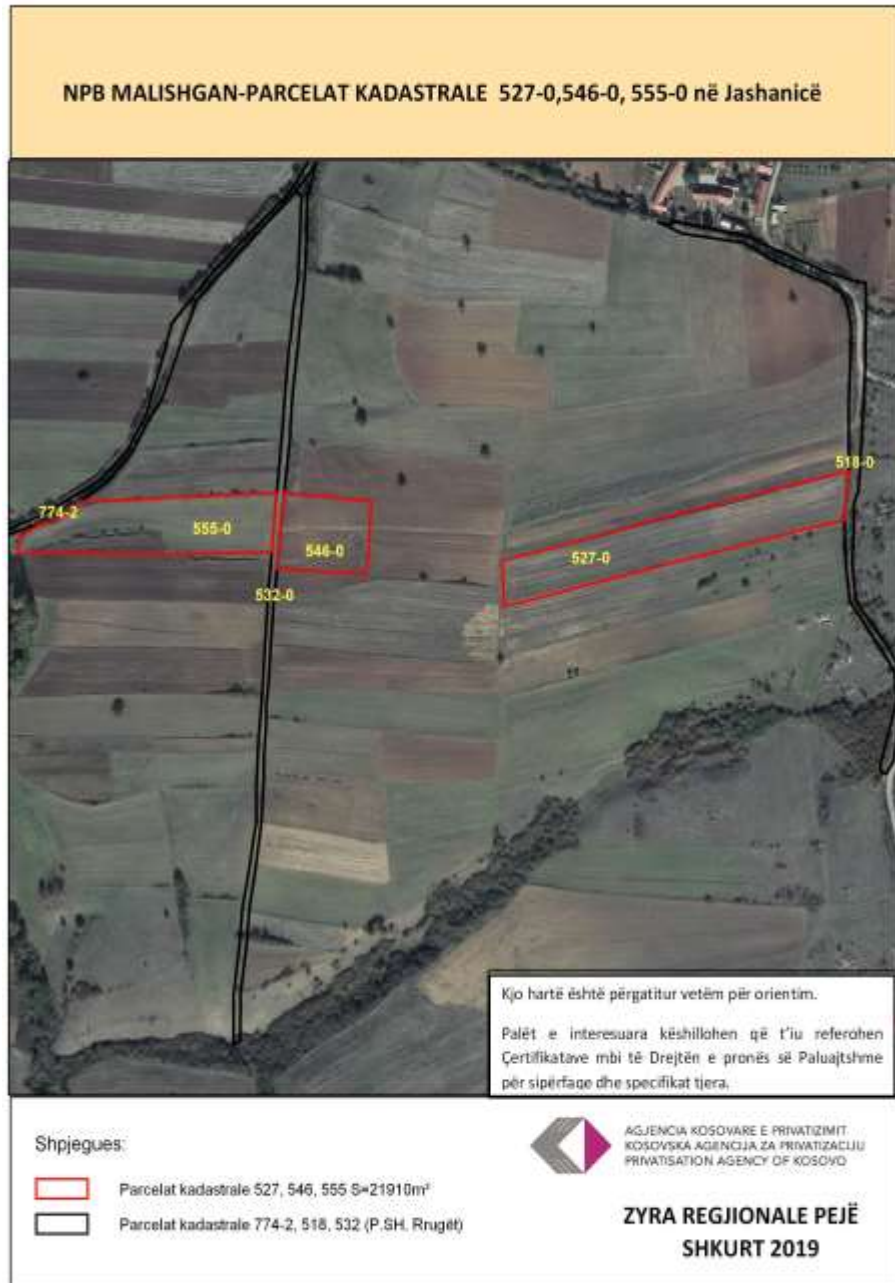 NPB MALISHGAN-PARCELAT KADASTRALE 527-0,546-0, 555-0 në Jashanicë
518-0
774-2
555-0
546-0
527-0
532-0
Kjo hartë është përgatitur vetëm për orientim.
Palët e interesuara këshillohen që t'iu referohen
Çertifikatave mbi të Drejtën e pronës së Paluajtshme
për sipërfaqe dhe specifikat tjera.
Shpjegues:
Parcelat kadastrale 527, 546, 555 S=21910m²
Parcelat kadastrale 774-2, 518, 532 (P.SH. Rrugët)
AGJENCIA KOSOVARE E PRIVATIZIMIT
KOSOVSKA AGENCIJA ZA PRIVATIZACIJU
PRIVATISATION AGENCY OF KOSOVO
ZYRA REGJIONALE PEJË
SHKURT 2019